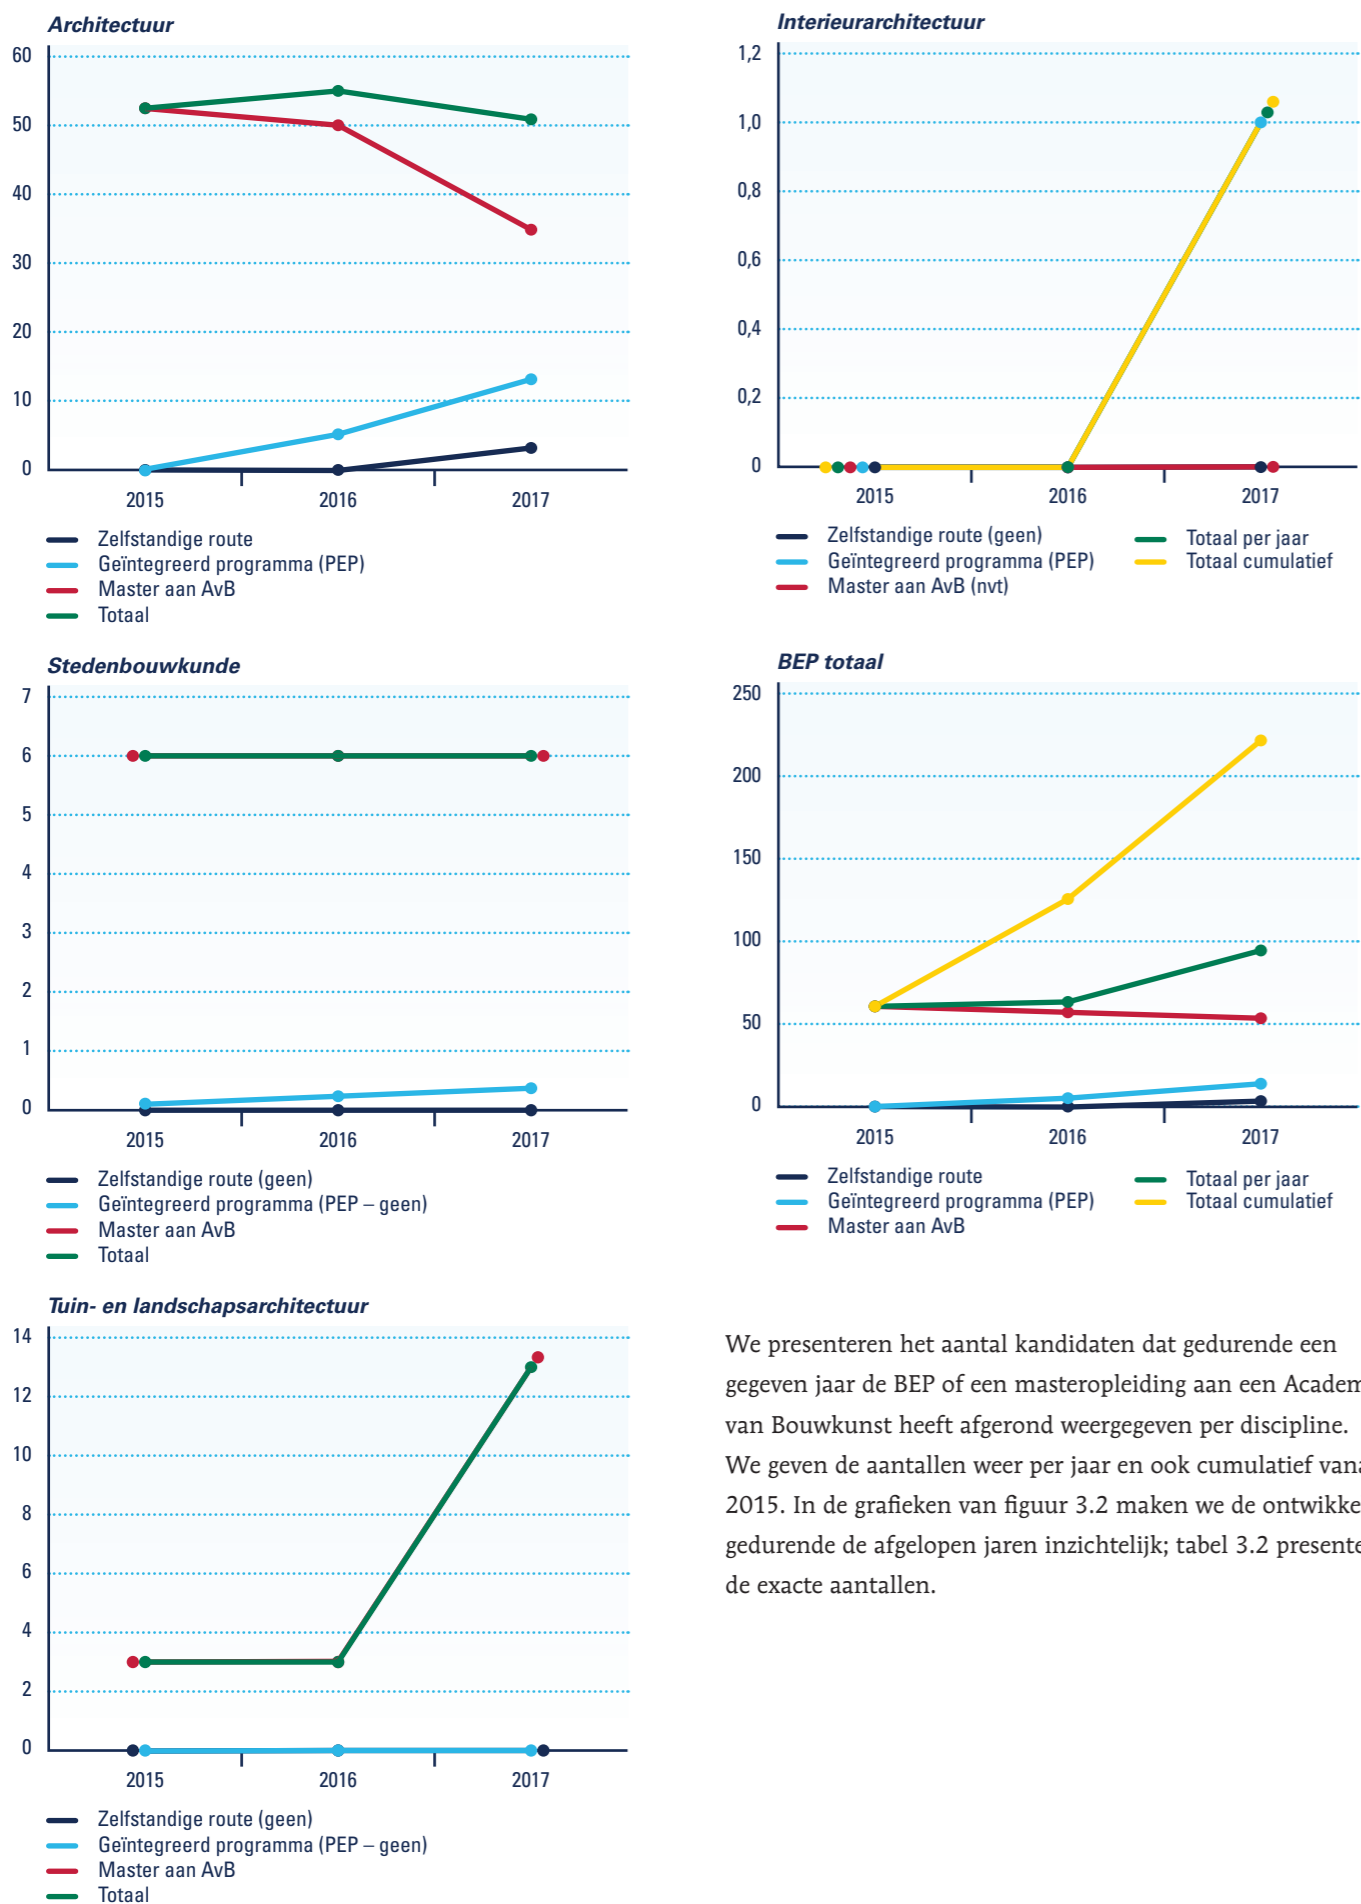 Architectuur
60
50
40
30
20
10
0
2015 2016 2017
Zelfstandige route
Geïntegreerd programma (PEP)
Master aan AvB
Totaal
Interieurarchitectuur
1,2
1,0
0,8
0,6
0,4
0,2
0
2015 2016 2017
Zelfstandige route (geen)
Geïntegreerd programma (PEP)
Master aan AvB (nvt)
Totaal per jaar
Totaal cumulatief
Stedenbouwkunde
7
6
5
4
3
2
1
0
2015 2016 2017
Zelfstandige route (geen)
Geïntegreerd programma (PEP – geen)
Master aan AvB
Totaal
BEP totaal
250
200
150
100
50
0
2015 2016 2017
Zelfstandige route
Geïntegreerd programma (PEP)
Master aan AvB
Totaal per jaar
Totaal cumulatief
Tuin- en landschapsarchitectuur
14
12
10
8
6
4
2
0
2015 2016 2017
Zelfstandige route (geen)
Geïntegreerd programma (PEP – geen)
Master aan AvB
Totaal
We presenteren het aantal kandidaten dat gedurende een
gegeven jaar de BEP of een masteropleiding aan een Academ
van Bouwkunst heeft afgerond weergegeven per discipline.
We geven de aantallen weer per jaar en ook cumulatief vana
2015. In de grafieken van figuur 3.2 maken we de ontwikke
gedurende de afgelopen jaren inzichtelijk; tabel 3.2 presente
de exacte aantallen.